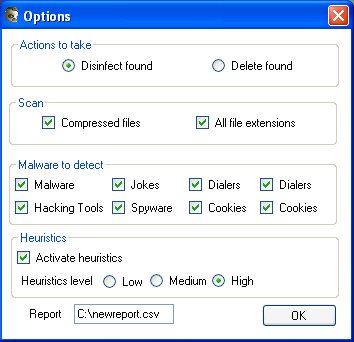 Options
Actions to take
Disinfect found Delete found
Scan
Compressed files All file extensions
Malware to detect
Malware Jokes Dialers Dialers
Hacking Tools Spyware Cookies Cookies
Heuristics
Activate heuristics
Heuristics level Low Medium High
Report C:\newreport.csv OK